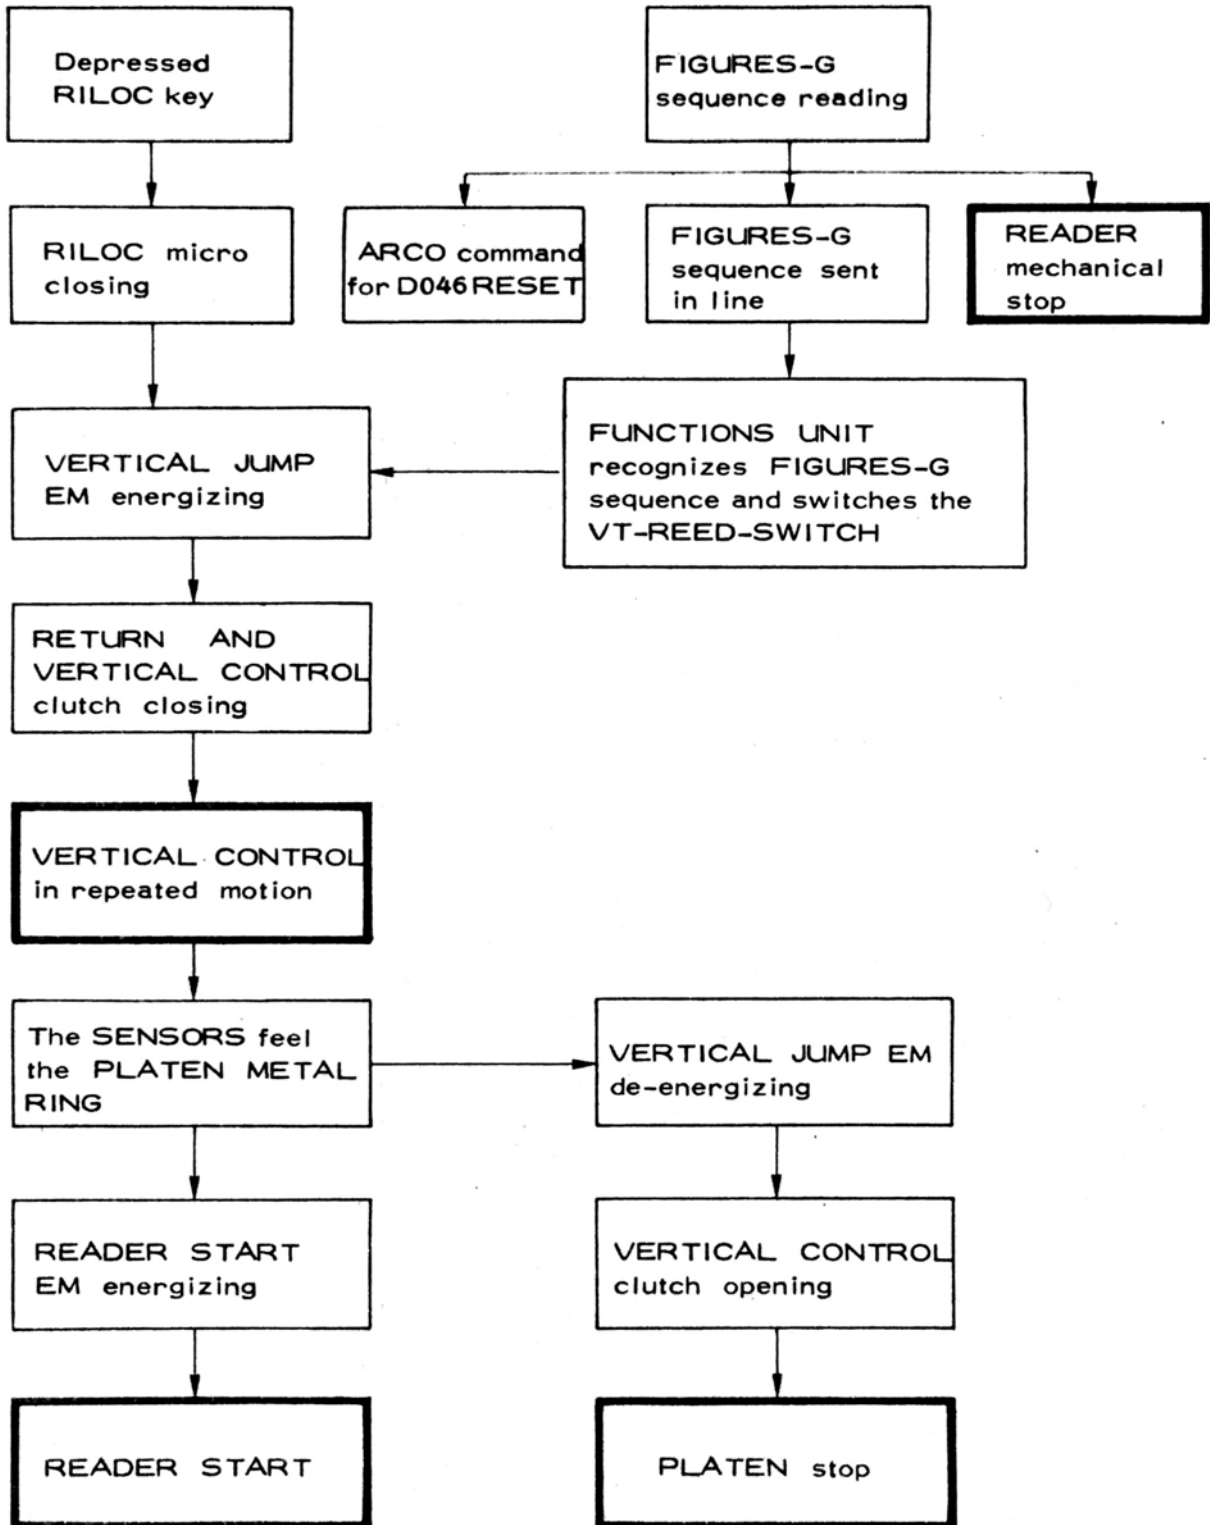 Depressed
RILOC key
FIGURES-G
sequence reading
RILOC micro
closing
ARCO command
for D046 RESET
FIGURES-G
sequence sent
in line
READER
mechanical
stop
VERTICAL JUMP
EM energizing
FUNCTIONS UNIT
recognizes FIGURES-G
sequence and switches the
VT-REED-SWITCH
RETURN AND
VERTICAL CONTROL
clutch closing
VERTICAL CONTROL
in repeated motion
The SENSORS feel
the PLATEN METAL
RING
VERTICAL JUMP EM
de-energizing
READER START
EM energizing
VERTICAL CONTROL
clutch opening
READER START
PLATEN stop